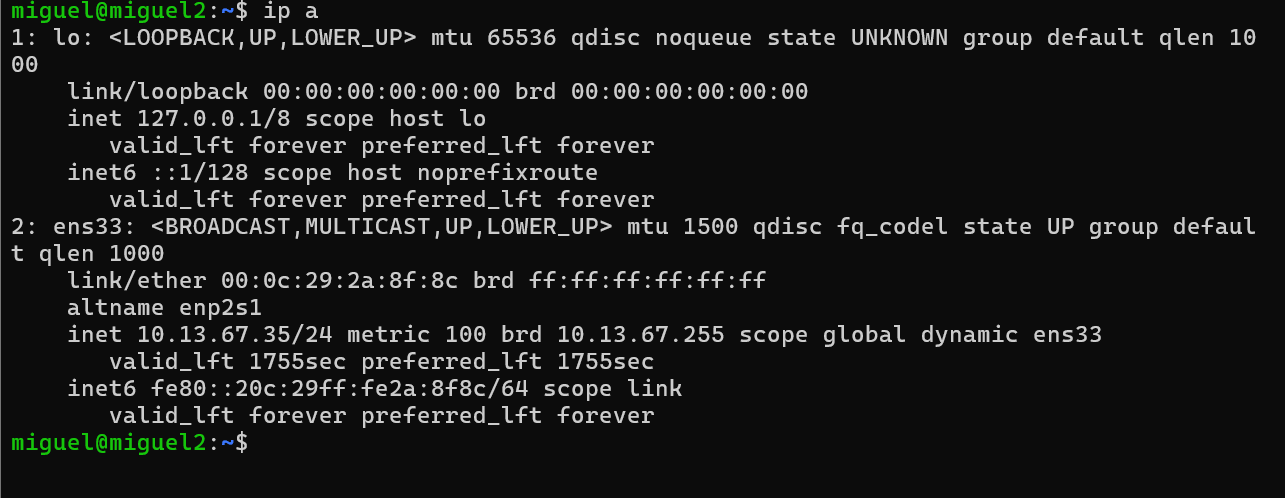 miguel@miguel2:~$ ip a
1: lo: <LOOPBACK,UP,LOWER_UP> mtu 65536 qdisc noqueue state UNKNOWN group default qlen 10
00
    link/loopback 00:00:00:00:00:00 brd 00:00:00:00:00:00
    inet 127.0.0.1/8 scope host lo
       valid_lft forever preferred_lft forever
    inet6 ::1/128 scope host noprefixroute
       valid_lft forever preferred_lft forever
2: ens33: <BROADCAST,MULTICAST,UP,LOWER_UP> mtu 1500 qdisc fq_codel state UP group defaul
t qlen 1000
    link/ether 00:0c:29:2a:8f:8c brd ff:ff:ff:ff:ff:ff
    altname enp2s1
    inet 10.13.67.35/24 metric 100 brd 10.13.67.255 scope global dynamic ens33
       valid_lft 1755sec preferred_lft 1755sec
    inet6 fe80::20c:29ff:fe2a:8f8c/64 scope link
       valid_lft forever preferred_lft forever
miguel@miguel2:~$